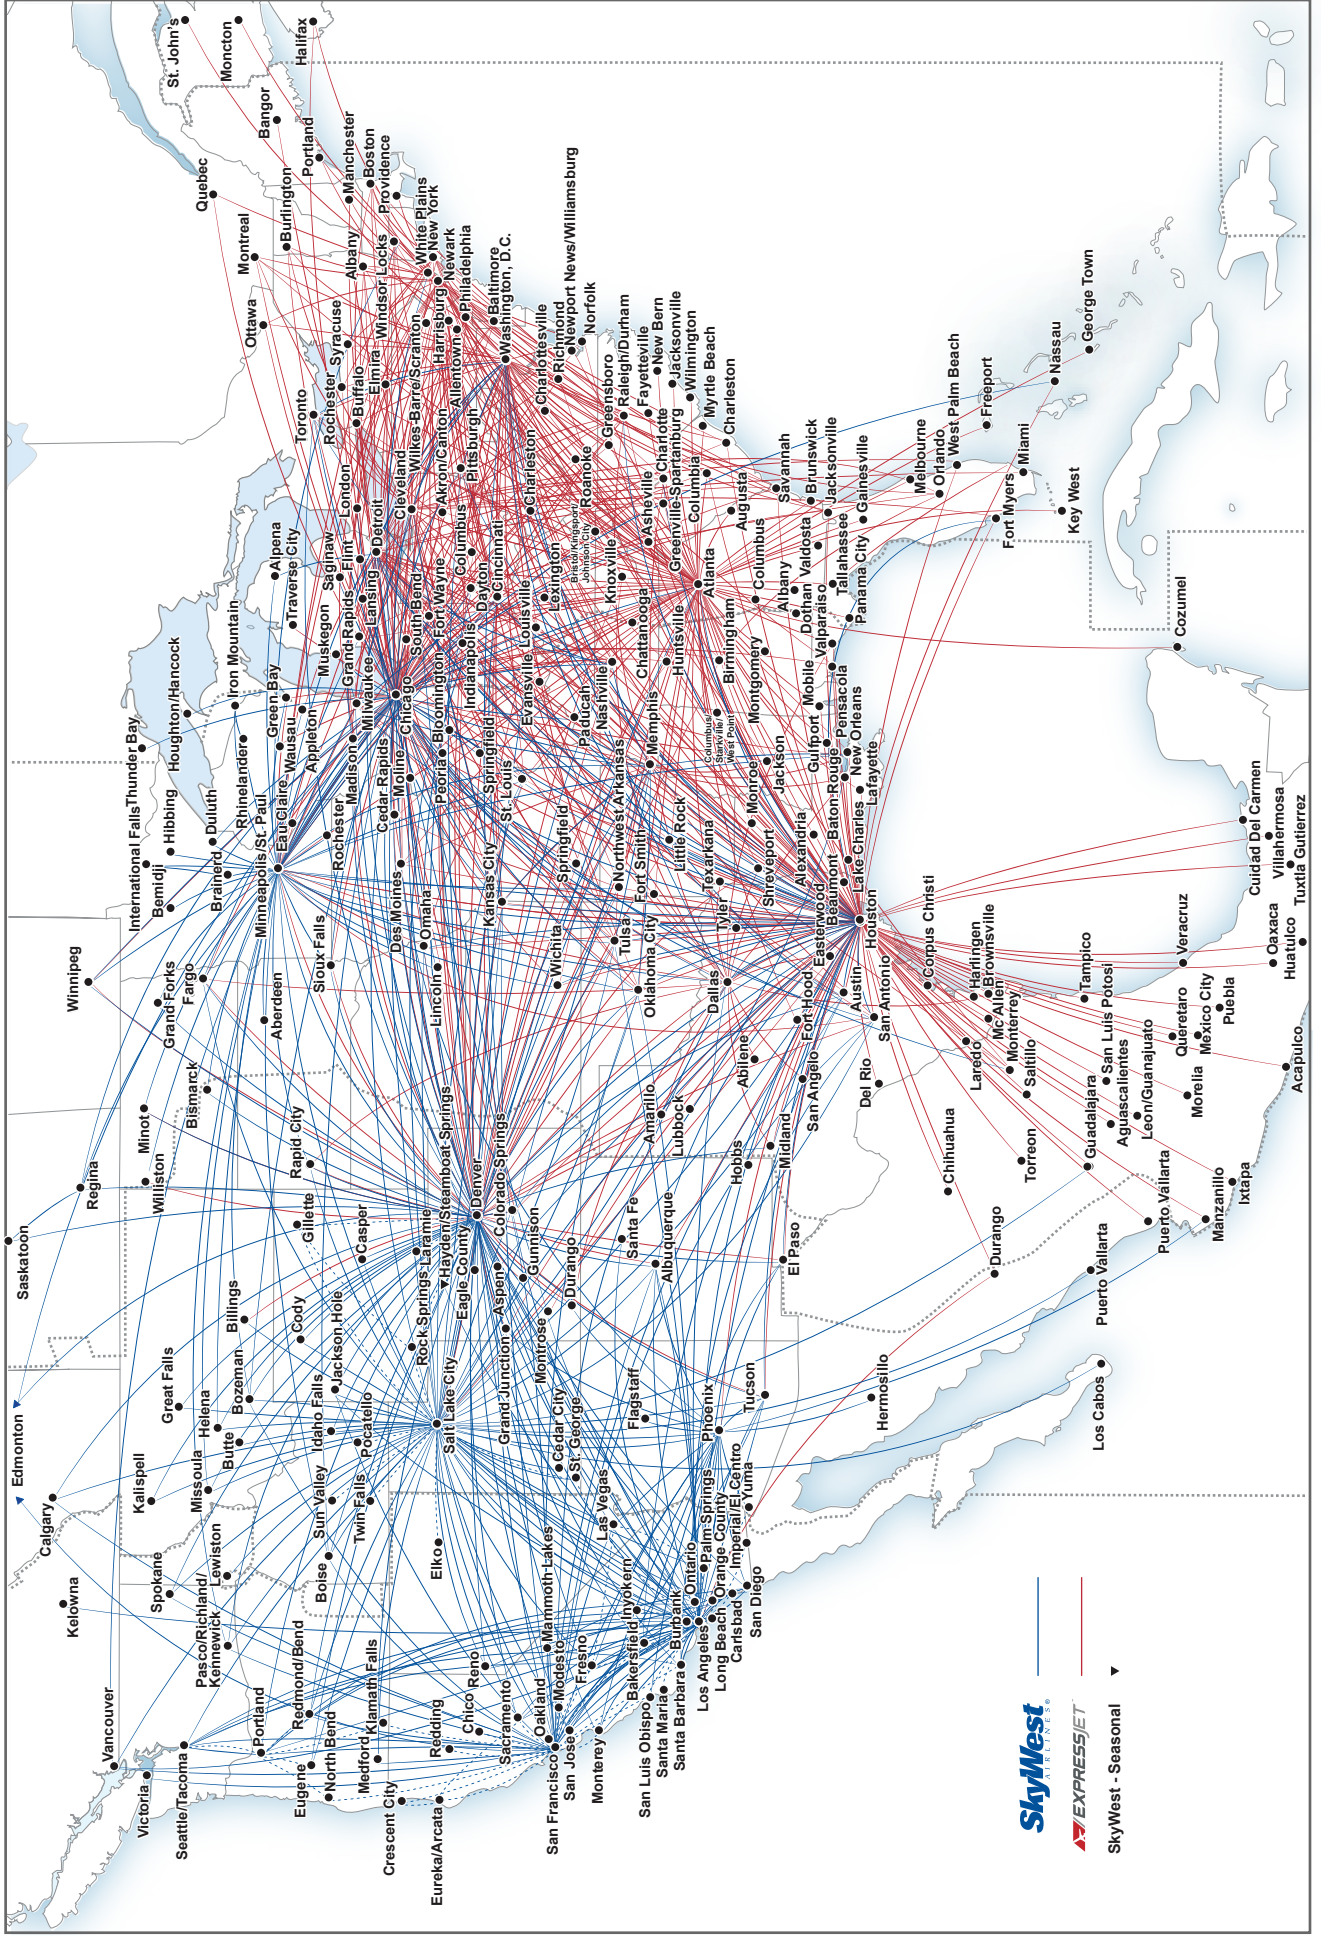 St. John's
Moncton
Halifax
Bangor
Portland
Manchester
Boston
Providence
Quebec
Burlington
Montreal
Albany
Windsor Locks
White Plains
New York
Newark
Philadelphia
Baltimore
Washington, D.C.
Newport News/Williamsburg
Norfolk
Richmond
Charlottesville
Ottawa
Syracuse
Elmira
Wilkes-Barre/Scranton
Harrisburg
Allentown
Toronto
Rochester
Buffalo
London
Detroit
Cleveland
Akron/Canton
Pittsburgh
Charleston
Roanoke
Greensboro
Raleigh/Durham
Fayetteville
New Bern
Jacksonville
Wilmington
Myrtle Beach
Charleston
Charlotte
Greenville-Spartanburg
Columbia
Asheville
Augusta
Savannah
Brunswick
Jacksonville
Gainesville
Melbourne
Orlando
West Palm Beach
Freeport
Nassau
George Town
Miami
Fort Myers
Key West
Alpena
Traverse City
Saginaw
Flint
Lansing
Grand Rapids
Muskegon
South Bend
Fort Wayne
Columbus
Dayton
Cincinnati
Lexington
Louisville
Bristol/Kingsport/
Johnson City
Knoxville
Chattanooga
Atlanta
Huntsville
Birmingham
Columbus
Albany
Valdosta
Tallahassee
Dothan
Panama City
Valparaiso
Montgomery
Mobile
Pensacola
Gulfport
New Orleans
Cozumel
Iron Mountain
Houghton/Hancock
Green Bay
Milwaukee
Chicago
Bloomington
Indianapolis
Evansville
Paducah
Nashville
Memphis
Columbus/
Starkville/
West Point
Jackson
Monroe
Thunder Bay
Rhinelander
Wausau
Appleton
Madison
Cedar Rapids
Moline
Peoria
Springfield
St. Louis
International Falls
Hibbing
Duluth
Bemidji
Brainerd
Minneapolis/St. Paul
Eau Claire
Rochester
Des Moines
Omaha
Kansas City
Springfield
Northwest Arkansas
Fort Smith
Little Rock
Texarkana
Shreveport
Alexandria
Baton Rouge
Lafayette
Lake Charles
Beaumont
Easterwood
Houston
Tyler
Dallas
Tulsa
Oklahoma City
Wichita
Lincoln
Sioux Falls
Aberdeen
Fargo
Grand Forks
Winnipeg
Bismarck
Minot
Williston
Regina
Saskatoon
Rapid City
Gillette
Casper
Laramie
Hayden/Steamboat Springs
Denver
Colorado Springs
Eagle County
Aspen
Gunnison
Durango
Montrose
Grand Junction
Rock Springs
Santa Fe
Albuquerque
Amarillo
Lubbock
Hobbs
Midland
Abilene
San Angelo
Fort Hood
Austin
San Antonio
Del Rio
El Paso
Corpus Christi
Harlingen
Brownsville
Mc Allen
Monterrey
Laredo
Saltillo
Chihuahua
Torreon
Durango
Tampico
San Luis Potosi
Aguascalientes
Leon/Guanajuato
Guadalajara
Puerto Vallarta
Puerto Vallarta
Manzanillo
Ixtapa
Morelia
Queretaro
Mexico City
Puebla
Veracruz
Oaxaca
Huatulco
Acapulco
Cuidad Del Carmen
Villahermosa
Tuxtla Gutierrez
Billings
Cody
Jackson Hole
Great Falls
Helena
Bozeman
Butte
Idaho Falls
Pocatello
Salt Lake City
Edmonton
Calgary
Kalispell
Missoula
Sun Valley
Twin Falls
Lewiston
Spokane
Boise
Elko
Kelowna
Pasco/Richland/
Kennewick
Redmond/Bend
Vancouver
Victoria
Seattle/Tacoma
Portland
Eugene
North Bend
Medford
Klamath Falls
Crescent City
Eureka/Arcata
Redding
Chico
Reno
Sacramento
Oakland
San Francisco
San Jose
Monterey
Modesto
Mammoth Lakes
Fresno
Bakersfield
Inyokern
San Luis Obispo
Santa Maria
Santa Barbara
Burbank
Los Angeles
Long Beach
Ontario
Palm Springs
Orange County
Carlsbad
San Diego
Imperial/El Centro
Yuma
Las Vegas
Cedar City
St. George
Flagstaff
Phoenix
Tucson
Hermosillo
Los Cabos
SkyWest
AIRLINES®
EXPRESSJET
SkyWest - Seasonal